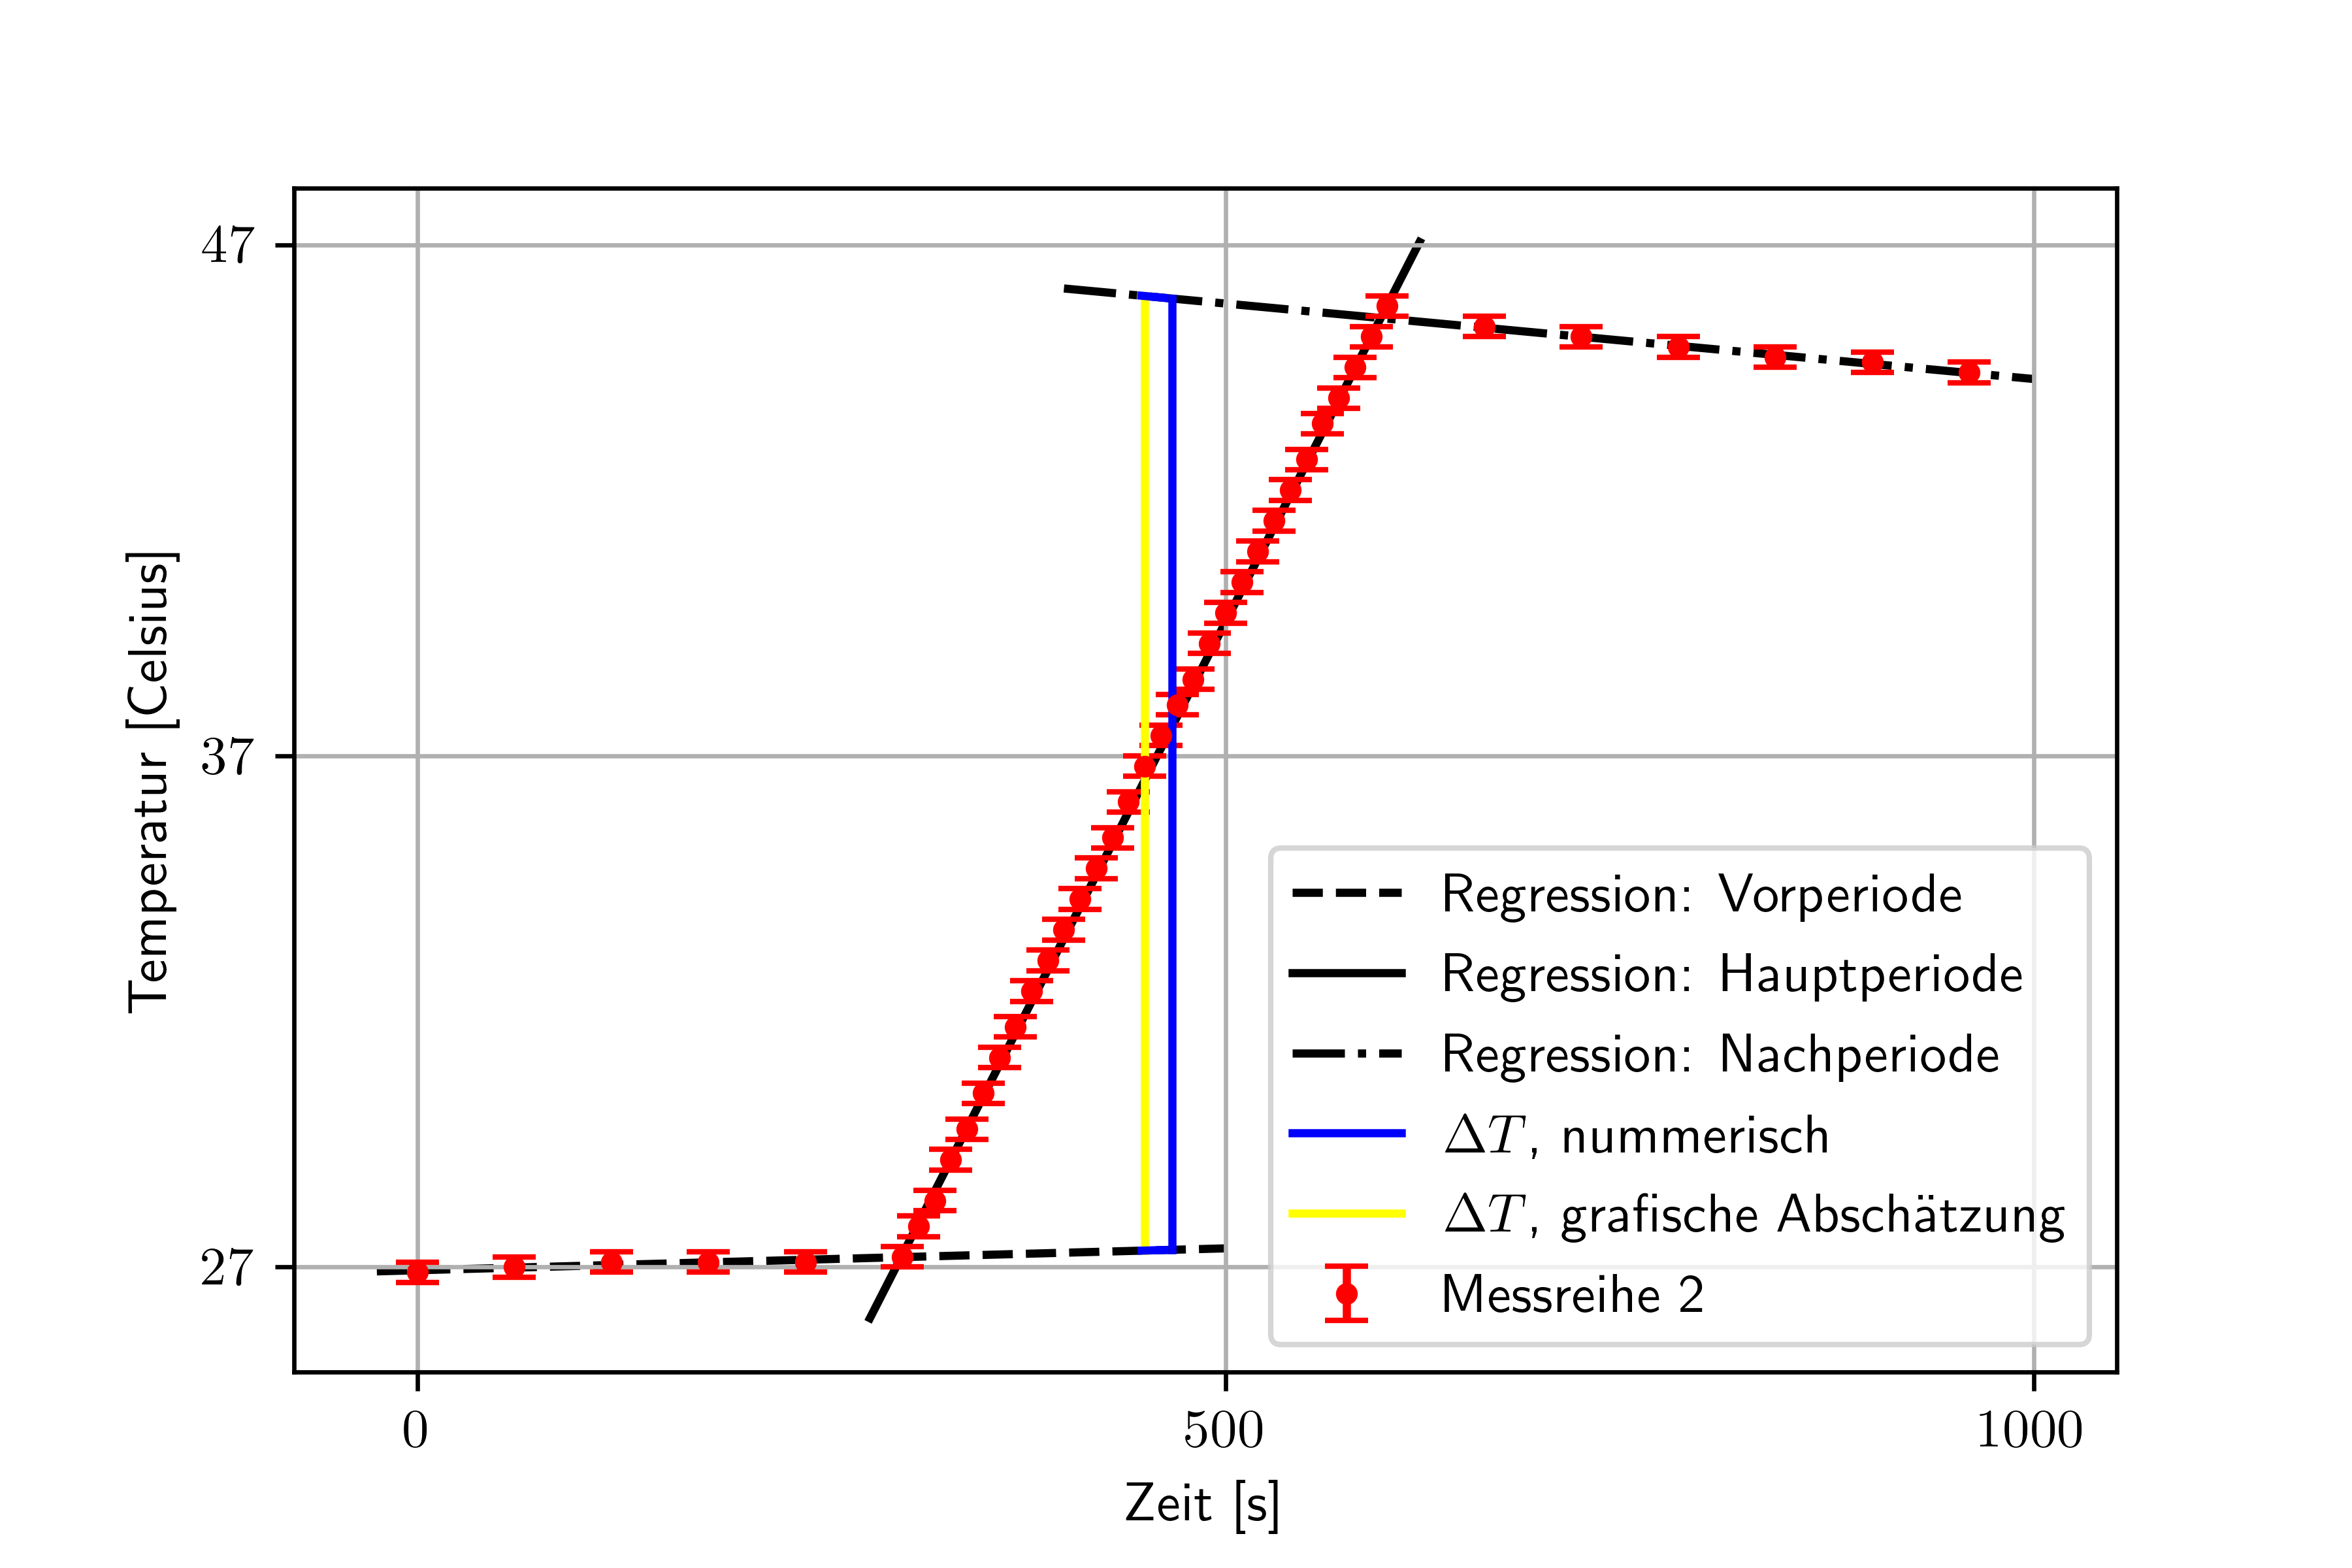 47
37
27
Temperatur [Celsius]
Regression: Vorperiode
Regression: Hauptperiode
Regression: Nachperiode
ΔT, nummerisch
ΔT, grafische Abschätzung
Messreihe 2
0 500 1000
Zeit [s]